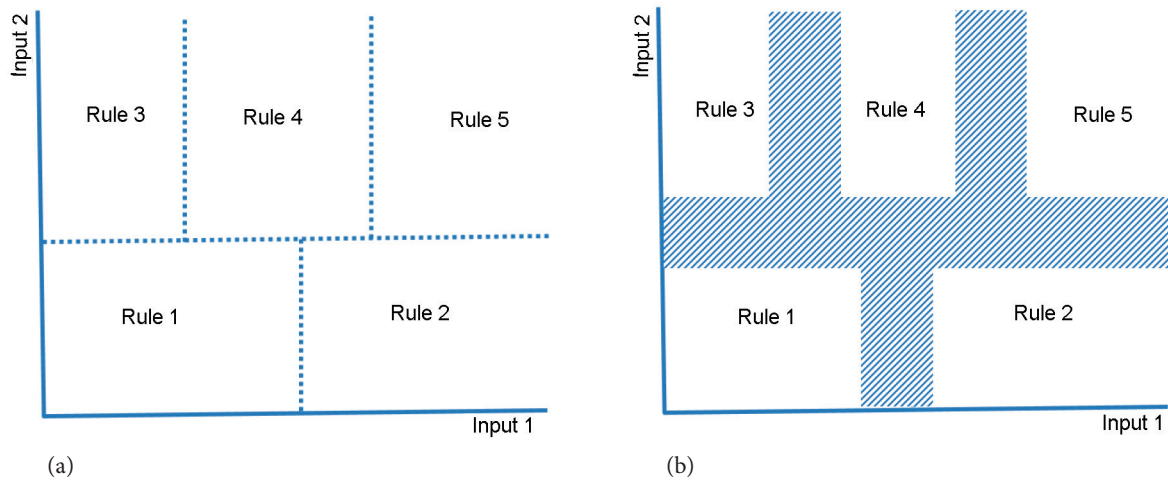 Input 2
Rule 3
Rule 4
Rule 5
Rule 1
Rule 2
Input 1
(a)
Input 2
Rule 3
Rule 4
Rule 5
Rule 1
Rule 2
Input 1
(b)